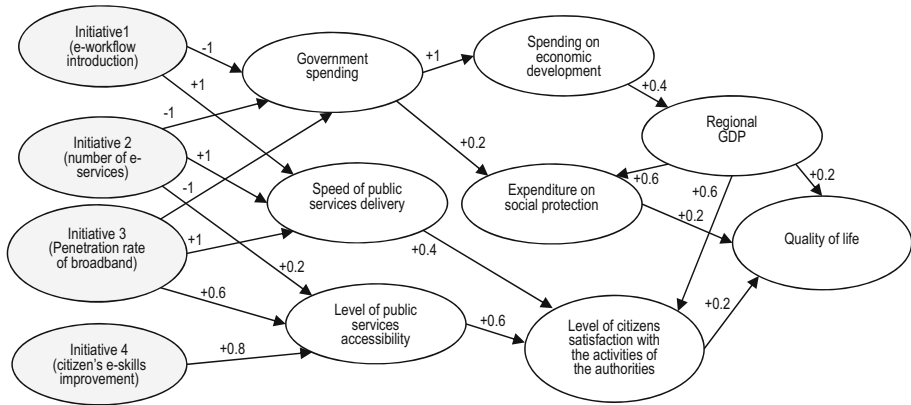 Initiative1
(e-workflow
introduction)
-1
+1
Government
spending
+1
Spending on
economic
development
+0.4
Initiative 2
(number of e-
services)
-1
+1
-1
+0.2
Regional
GDP
+0.2
+0.6
+0.6
Speed of public
services delivery
Expenditure on
social protection
+0.2
Initiative 3
(Penetration rate
of broadband)
+1
+0.2
+0.6
+0.4
Quality of life
Level of public
services
accessibility
+0.6
Level of citizens
satisfaction with
the activities of
the authorities
+0.2
Initiative 4
(citizen's e-skills
improvement)
+0.8